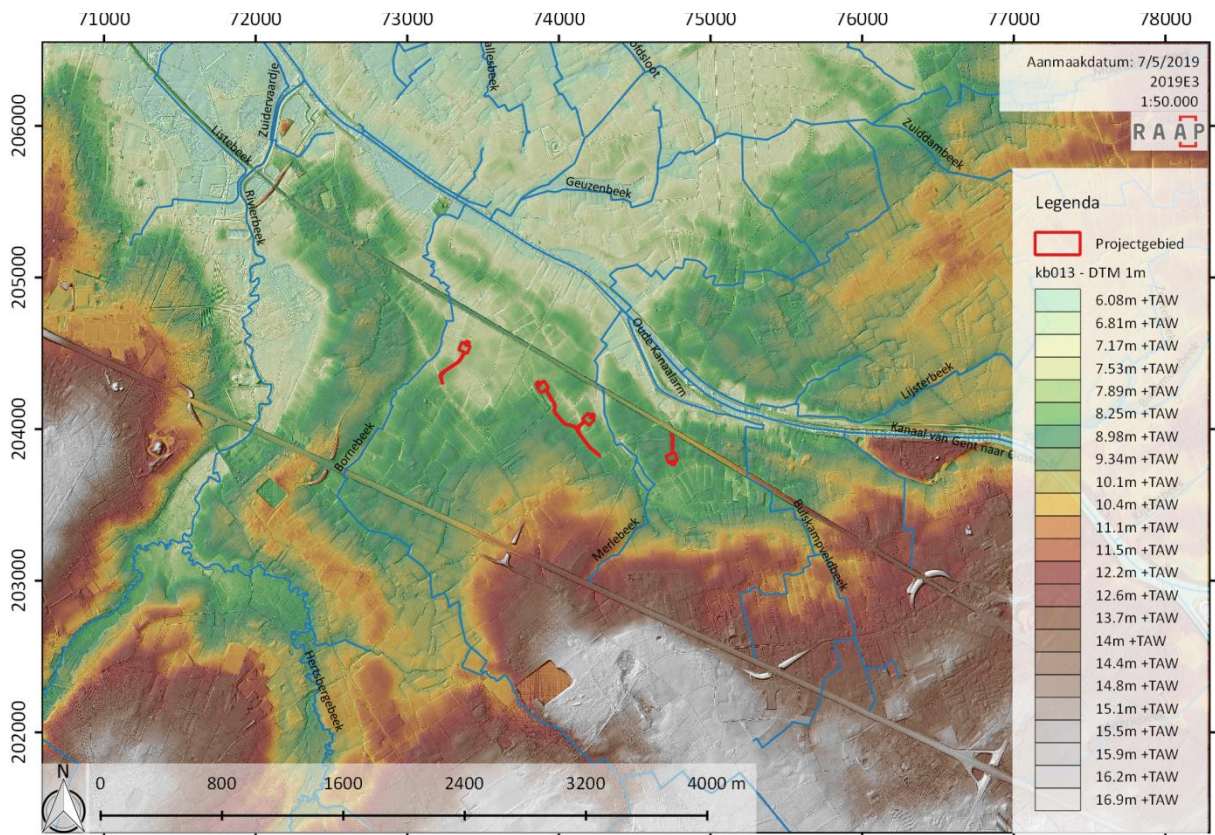 71000 72000 73000 74000 75000 76000 77000 78000
206000
205000
204000
203000
202000
Aanmaakdatum: 7/5/2019
2019E3
1:50.000
RAAP
Legenda
Projectgebied
kb013 - DTM 1m
6.08m +TAW
6.81m +TAW
7.17m +TAW
7.53m +TAW
7.89m +TAW
8.25m +TAW
8.98m +TAW
9.34m +TAW
10.1m +TAW
10.4m +TAW
11.1m +TAW
11.5m +TAW
12.2m +TAW
12.6m +TAW
13.7m +TAW
14m +TAW
14.4m +TAW
14.8m +TAW
15.1m +TAW
15.5m +TAW
15.9m +TAW
16.2m +TAW
16.9m +TAW
Zuidervaardje
Listebeek
Rivierbeek
allesbeek
ofdsloot
Geuzenbeek
Zuiddambeek
Oude Kanaalarm
Lijsterbeek
Kanaal van Gent naar Oos
Bornebeek
Merlebeek
Bulskampveldbeek
Hertsbergebeek
N
0 800 1600 2400 3200 4000 m